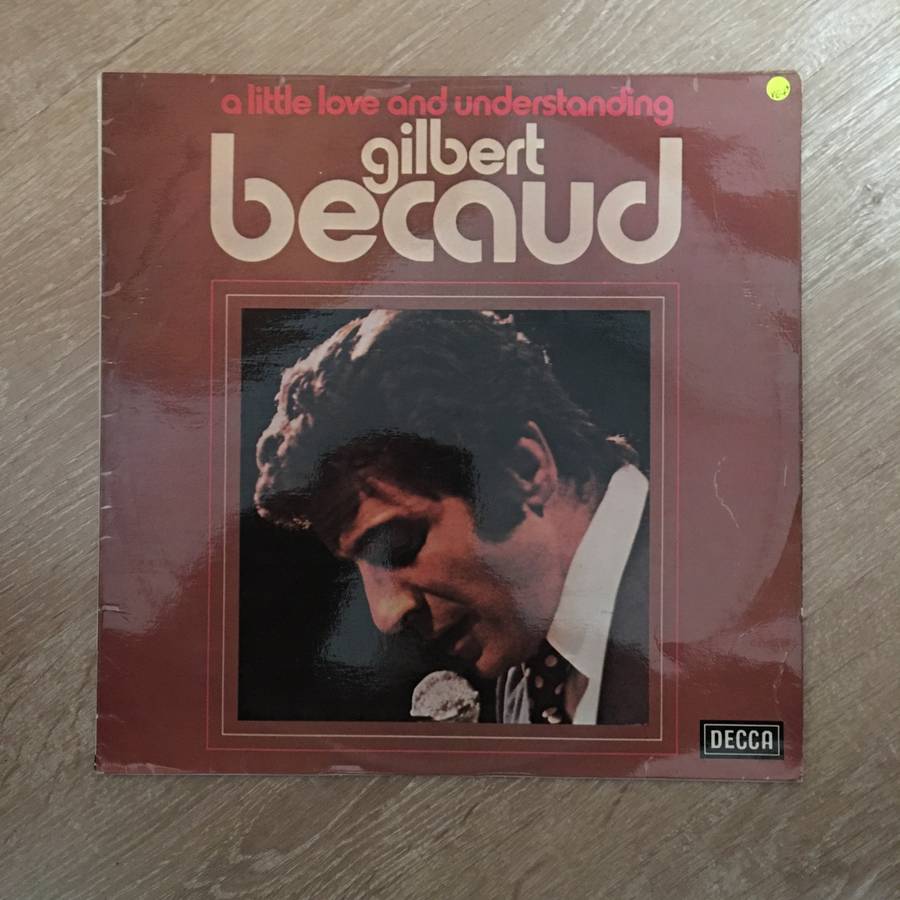 a little love and understanding
gilbert
becaud
DECCA